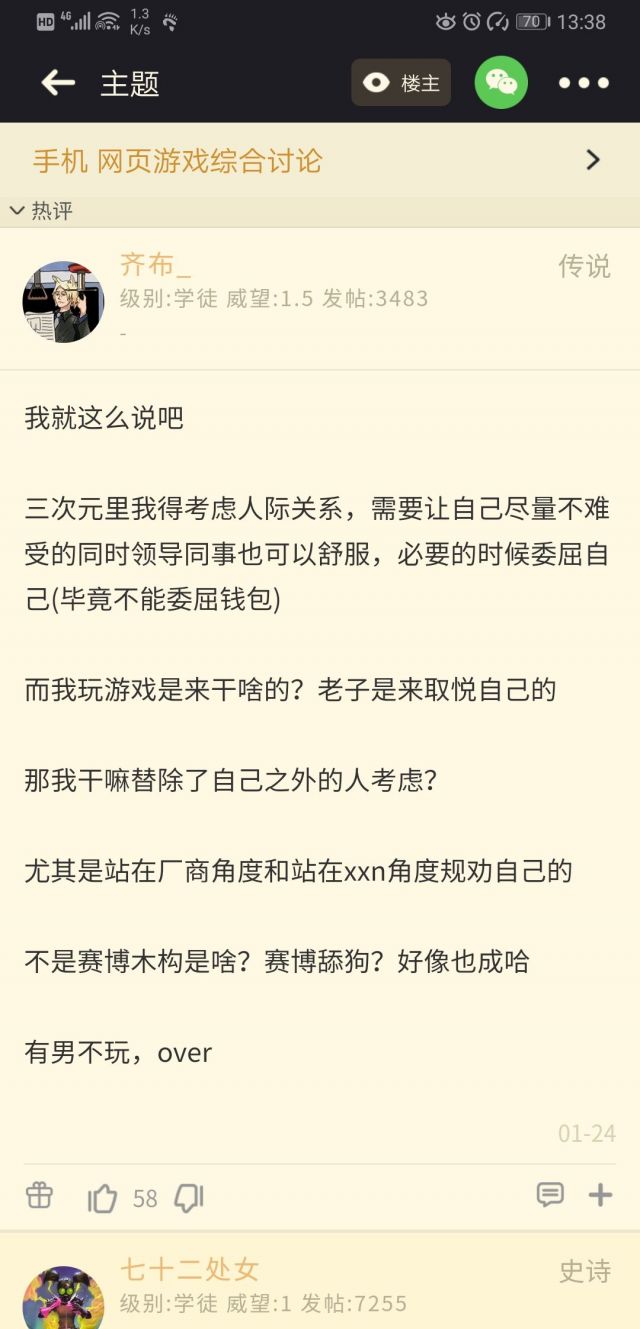 HD 4G 1.3 K/s 70 13:38
主题 楼主
手机 网页游戏综合讨论
热评
齐布_ 传说
级别:学徒 威望:1.5 发帖:3483
-
我就这么说吧
三次元里我得考虑人际关系，需要让自己尽量不难
受的同时领导同事也可以舒服，必要的时候委屈自
己(毕竟不能委屈钱包)
而我玩游戏是来干啥的？老子是来取悦自己的
那我干嘛替除了自己之外的人考虑？
尤其是站在厂商角度和站在xxn角度规劝自己的
不是赛博木构是啥？赛博舔狗？好像也成哈
有男不玩，over
01-24
58
七十二处女 史诗
级别:学徒 威望:1 发帖:7255